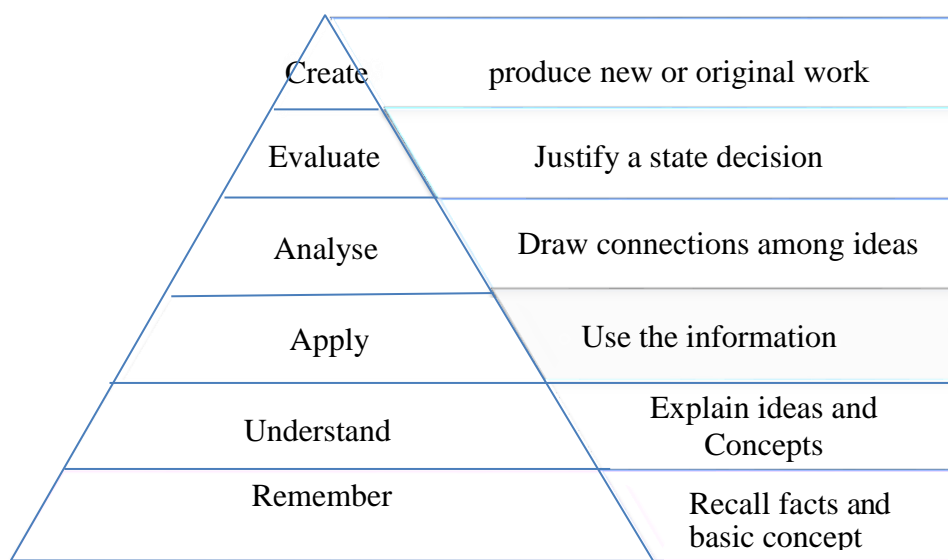 Create
produce new or original work
Evaluate
Justify a state decision
Analyse
Draw connections among ideas
Apply
Use the information
Understand
Explain ideas and
Concepts
Remember
Recall facts and
basic concept